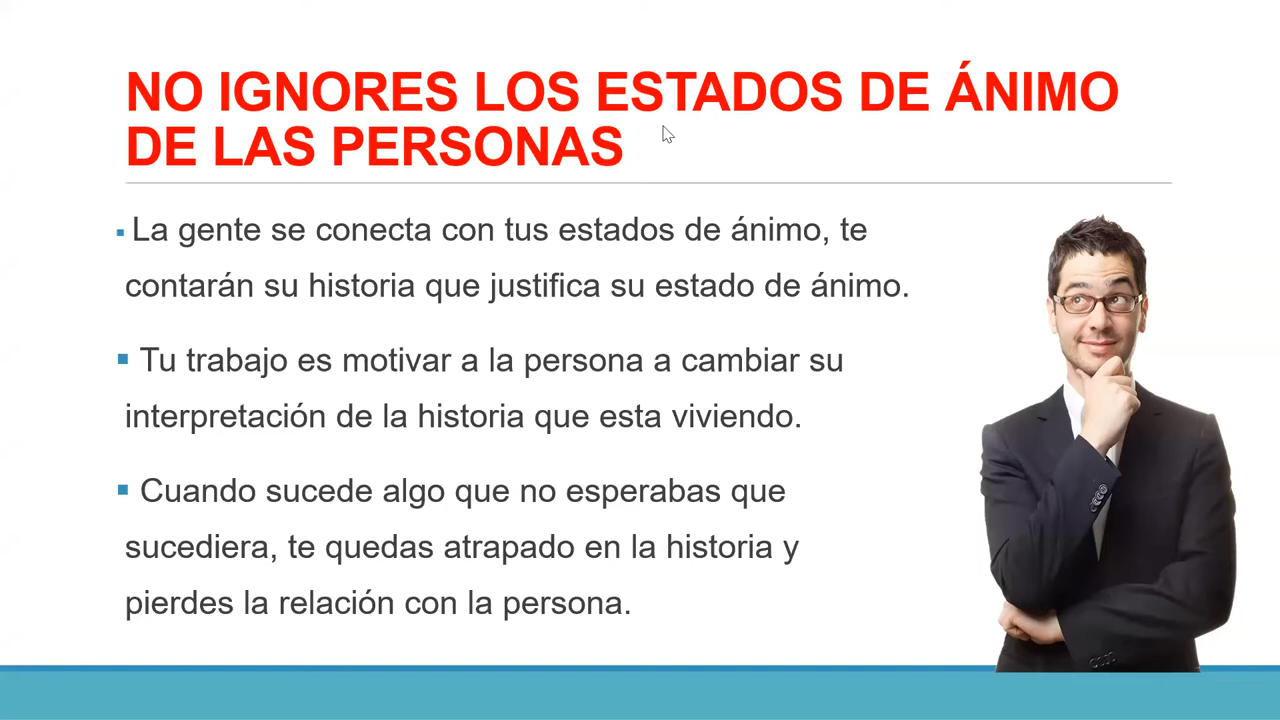 NO IGNORES LOS ESTADOS DE ÁNIMO
DE LAS PERSONAS
▪ La gente se conecta con tus estados de ánimo, te
contarán su historia que justifica su estado de ánimo.
▪ Tu trabajo es motivar a la persona a cambiar su
interpretación de la historia que esta viviendo.
▪ Cuando sucede algo que no esperabas que
sucediera, te quedas atrapado en la historia y
pierdes la relación con la persona.